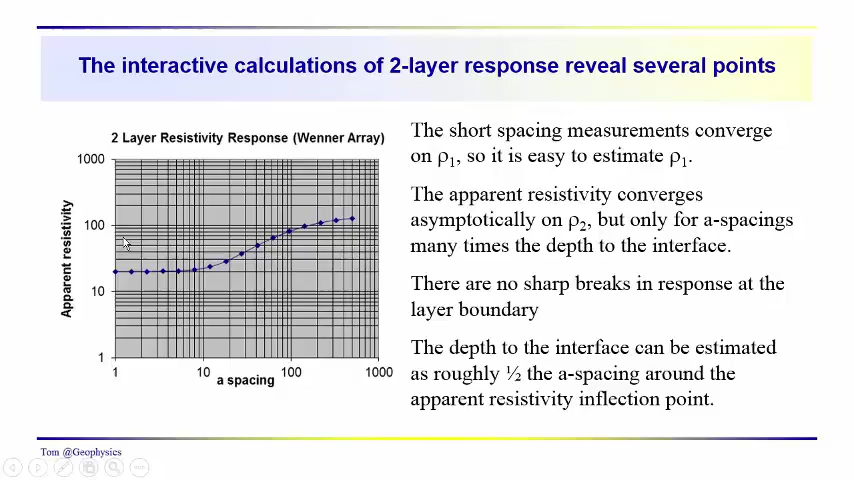 The interactive calculations of 2-layer response reveal several points
2 Layer Resistivity Response (Wenner Array)
1000
100
10
1
Apparent resistivity
1 10 100 1000
a spacing
The short spacing measurements converge
on ρ₁, so it is easy to estimate ρ₁.
The apparent resistivity converges
asymptotically on ρ₂, but only for a-spacings
many times the depth to the interface.
There are no sharp breaks in response at the
layer boundary
The depth to the interface can be estimated
as roughly ½ the a-spacing around the
apparent resistivity inflection point.
Tom @Geophysics